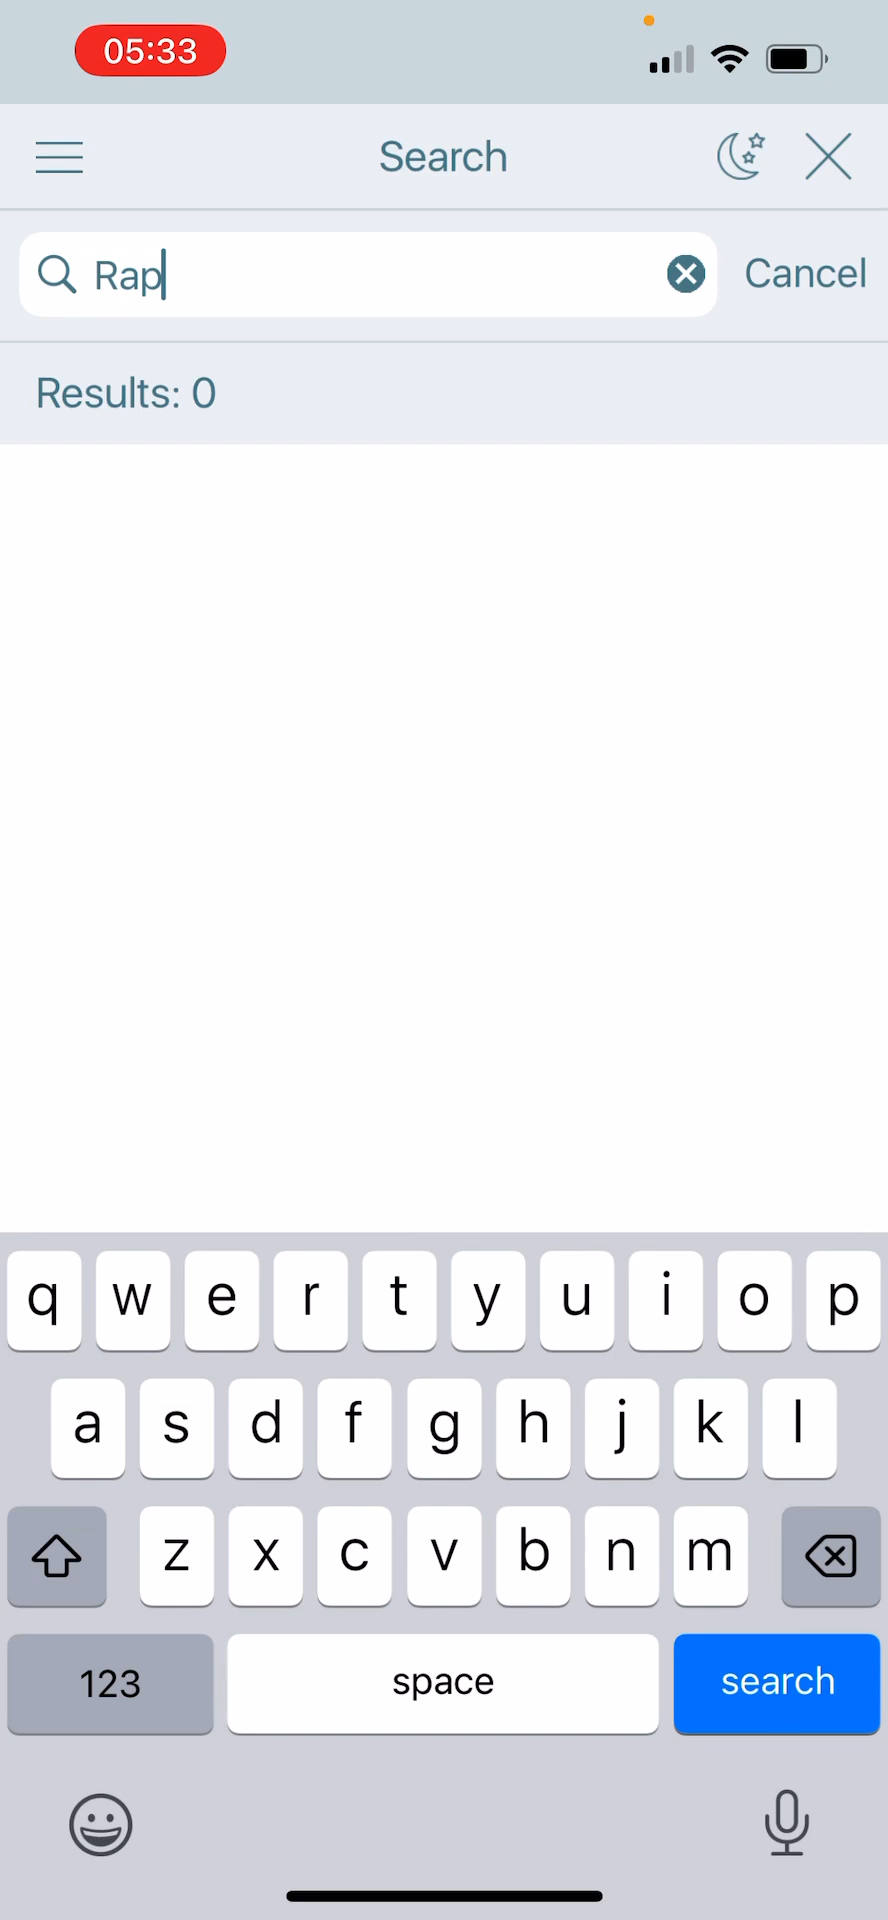 05:33
Search
Rap
Cancel
Results: 0
q w e r t y u i o p
a s d f g h j k l
z x c v b n m
123 space search